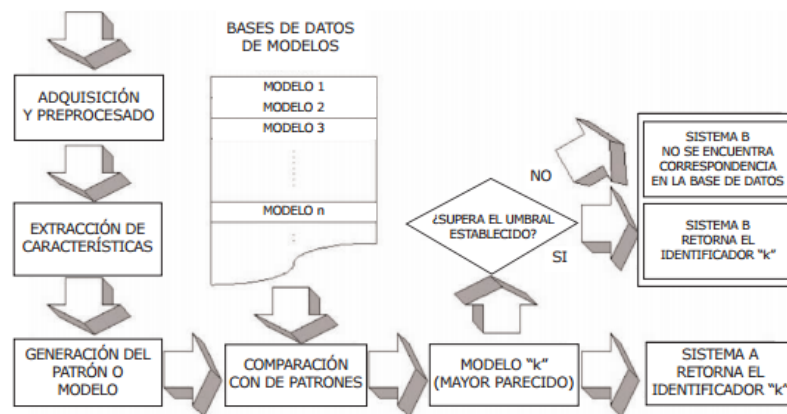 BASES DE DATOS
DE MODELOS
ADQUISICIÓN
Y PREPROCESADO
MODELO 1
MODELO 2
MODELO 3
MODELO n
EXTRACCIÓN DE
CARACTERÍSTICAS
GENERACIÓN DEL
PATRÓN O
MODELO
COMPARACIÓN
CON DE PATRONES
MODELO "k"
(MAYOR PARECIDO)
¿SUPERA EL UMBRAL
ESTABLECIDO?
NO
SI
SISTEMA B
NO SE ENCUENTRA
CORRESPONDENCIA
EN LA BASE DE DATOS
SISTEMA B
RETORNA EL
IDENTIFICADOR "k"
SISTEMA A
RETORNA EL
IDENTIFICADOR "k"